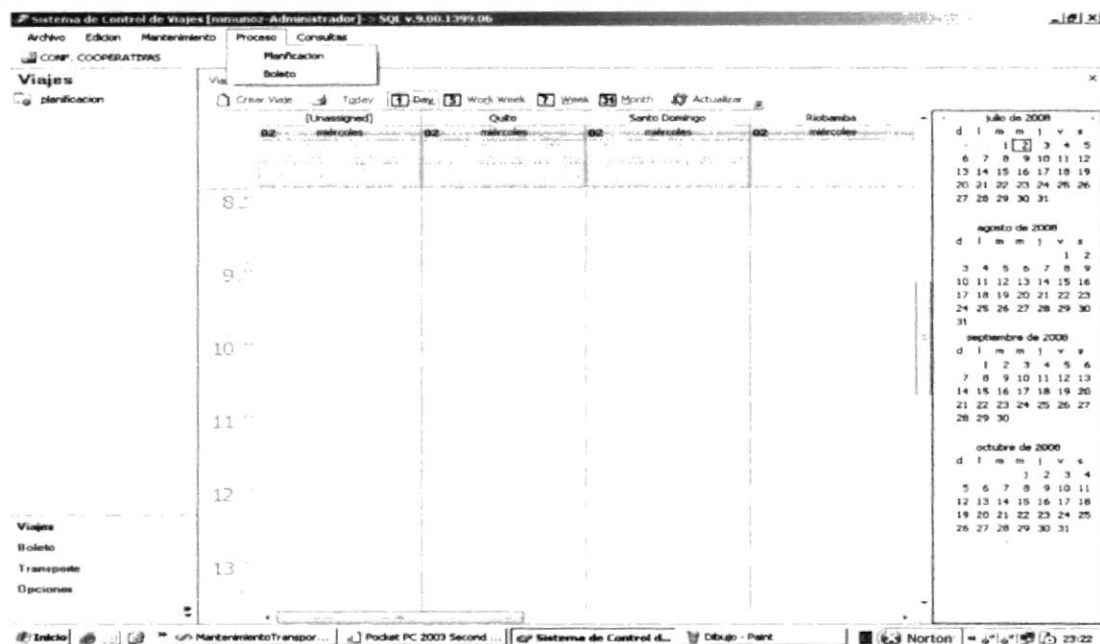 Sistema de Control de Viajes [mmunoz-Administrador]-> SQL v.9.00.1399.06
Archivo Edicion Mantenimiento Proceso Consultas
CONF. COOPERATIVAS
Planificacion
Boleto
Viajes
planificacion
Crear Viaje Today 1 Day 5 Work Week 7 Week 31 Month Actualizar
[Unassigned] Quito Santo Domingo Riobamba
02 miércoles 02 miércoles 02 miércoles 02 miércoles
8
9
10
11
12
13
julio de 2008
d l m m j v s
1 2 3 4 5
6 7 8 9 10 11 12
13 14 15 16 17 18 19
20 21 22 23 24 25 26
27 28 29 30 31
agosto de 2008
d l m m j v s
1 2
3 4 5 6 7 8 9
10 11 12 13 14 15 16
17 18 19 20 21 22 23
24 25 26 27 28 29 30
31
septiembre de 2008
d l m m j v s
1 2 3 4 5 6
7 8 9 10 11 12 13
14 15 16 17 18 19 20
21 22 23 24 25 26 27
28 29 30
octubre de 2008
d l m m j v s
1 2 3 4
5 6 7 8 9 10 11
12 13 14 15 16 17 18
19 20 21 22 23 24 25
26 27 28 29 30 31
Viajes
Boleto
Transporte
Opciones
Inicio MantenimientoTranspor... Pocket PC 2003 Second ... Sistema de Control d... Dibujo - Paint Norton 23:22